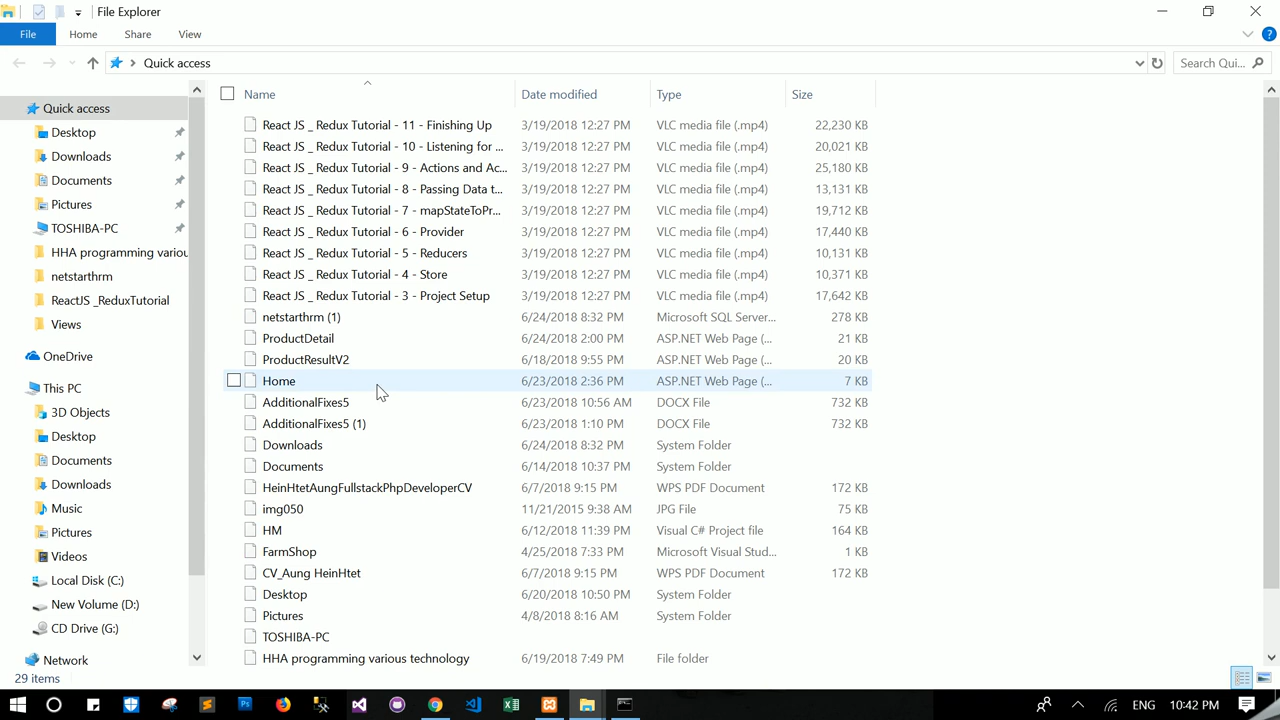 File Explorer
File Home Share View
Quick access
Search Qui...
Name Date modified Type Size
Quick access
Desktop
Downloads
Documents
Pictures
TOSHIBA-PC
HHA programming variou
netstarthrm
ReactJS _ReduxTutorial
Views
OneDrive
This PC
3D Objects
Desktop
Documents
Downloads
Music
Pictures
Videos
Local Disk (C:)
New Volume (D:)
CD Drive (G:)
Network
React JS _ Redux Tutorial - 11 - Finishing Up 3/19/2018 12:27 PM VLC media file (.mp4) 22,230 KB
React JS _ Redux Tutorial - 10 - Listening for ... 3/19/2018 12:27 PM VLC media file (.mp4) 20,021 KB
React JS _ Redux Tutorial - 9 - Actions and Ac... 3/19/2018 12:27 PM VLC media file (.mp4) 25,180 KB
React JS _ Redux Tutorial - 8 - Passing Data t... 3/19/2018 12:27 PM VLC media file (.mp4) 13,131 KB
React JS _ Redux Tutorial - 7 - mapStateToPr... 3/19/2018 12:27 PM VLC media file (.mp4) 19,712 KB
React JS _ Redux Tutorial - 6 - Provider 3/19/2018 12:27 PM VLC media file (.mp4) 17,440 KB
React JS _ Redux Tutorial - 5 - Reducers 3/19/2018 12:27 PM VLC media file (.mp4) 10,131 KB
React JS _ Redux Tutorial - 4 - Store 3/19/2018 12:27 PM VLC media file (.mp4) 10,371 KB
React JS _ Redux Tutorial - 3 - Project Setup 3/19/2018 12:27 PM VLC media file (.mp4) 17,642 KB
netstarthrm (1) 6/24/2018 8:32 PM Microsoft SQL Server... 278 KB
ProductDetail 6/24/2018 2:00 PM ASP.NET Web Page (... 21 KB
ProductResultV2 6/18/2018 9:55 PM ASP.NET Web Page (... 20 KB
Home 6/23/2018 2:36 PM ASP.NET Web Page (... 7 KB
AdditionalFixes5 6/23/2018 10:56 AM DOCX File 732 KB
AdditionalFixes5 (1) 6/23/2018 1:10 PM DOCX File 732 KB
Downloads 6/24/2018 8:32 PM System Folder
Documents 6/14/2018 10:37 PM System Folder
HeinHtetAungFullstackPhpDeveloperCV 6/7/2018 9:15 PM WPS PDF Document 172 KB
img050 11/21/2015 9:38 AM JPG File 75 KB
HM 6/12/2018 11:39 PM Visual C# Project file 164 KB
FarmShop 4/25/2018 7:33 PM Microsoft Visual Stud... 1 KB
CV_Aung HeinHtet 6/7/2018 9:15 PM WPS PDF Document 172 KB
Desktop 6/20/2018 10:50 PM System Folder
Pictures 4/8/2018 8:16 AM System Folder
TOSHIBA-PC
HHA programming various technology 6/19/2018 7:49 PM File folder
29 items
ENG 10:42 PM